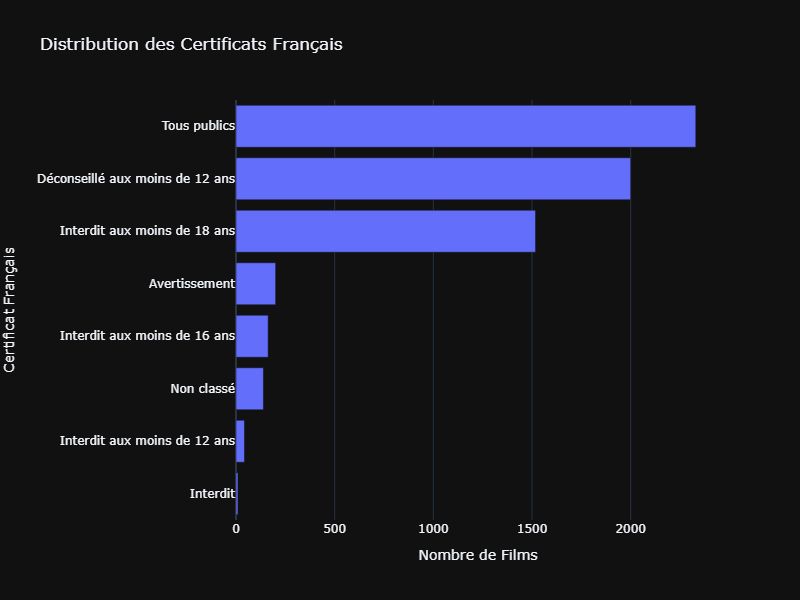 Distribution des Certificats Français
Certificat Français
Tous publics
Déconseillé aux moins de 12 ans
Interdit aux moins de 18 ans
Avertissement
Interdit aux moins de 16 ans
Non classé
Interdit aux moins de 12 ans
Interdit
0 500 1000 1500 2000
Nombre de Films